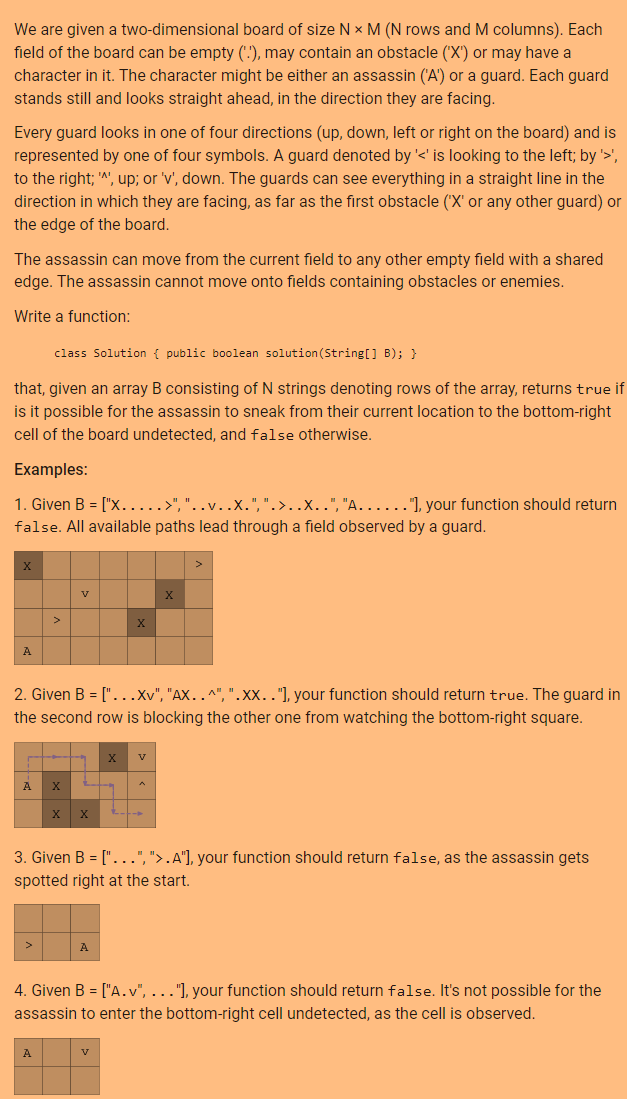 We are given a two-dimensional board of size N × M (N rows and M columns). Each
field of the board can be empty ('.'), may contain an obstacle ('X') or may have a
character in it. The character might be either an assassin ('A') or a guard. Each guard
stands still and looks straight ahead, in the direction they are facing.
Every guard looks in one of four directions (up, down, left or right on the board) and is
represented by one of four symbols. A guard denoted by '<' is looking to the left; by '>',
to the right; '^', up; or 'v', down. The guards can see everything in a straight line in the
direction in which they are facing, as far as the first obstacle ('X' or any other guard) or
the edge of the board.
The assassin can move from the current field to any other empty field with a shared
edge. The assassin cannot move onto fields containing obstacles or enemies.
Write a function:
class Solution { public boolean solution(String[] B); }
that, given an array B consisting of N strings denoting rows of the array, returns true if
is it possible for the assassin to sneak from their current location to the bottom-right
cell of the board undetected, and false otherwise.
Examples:
1. Given B = ["X.....>", "..v..X.", ".>..X..", "A......"], your function should return
false. All available paths lead through a field observed by a guard.
X >
v X
> X
A
2. Given B = ["...Xv", "AX..^", ".XX.."], your function should return true. The guard in
the second row is blocking the other one from watching the bottom-right square.
X v
A X ^
X X
3. Given B = ["...", ">.A"], your function should return false, as the assassin gets
spotted right at the start.
> A
4. Given B = ["A.v", "..."], your function should return false. It's not possible for the
assassin to enter the bottom-right cell undetected, as the cell is observed.
A v